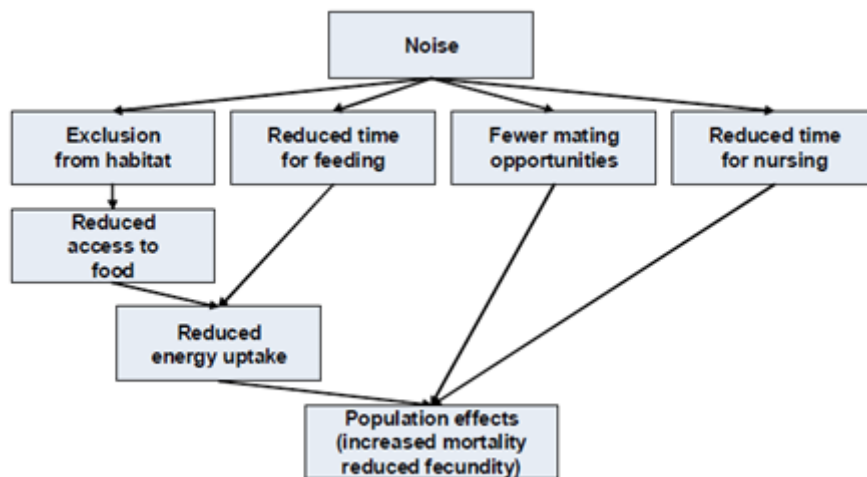 Noise
Exclusion
from habitat
Reduced time
for feeding
Fewer mating
opportunities
Reduced time
for nursing
Reduced
access to
food
Reduced
energy uptake
Population effects
(increased mortality
reduced fecundity)